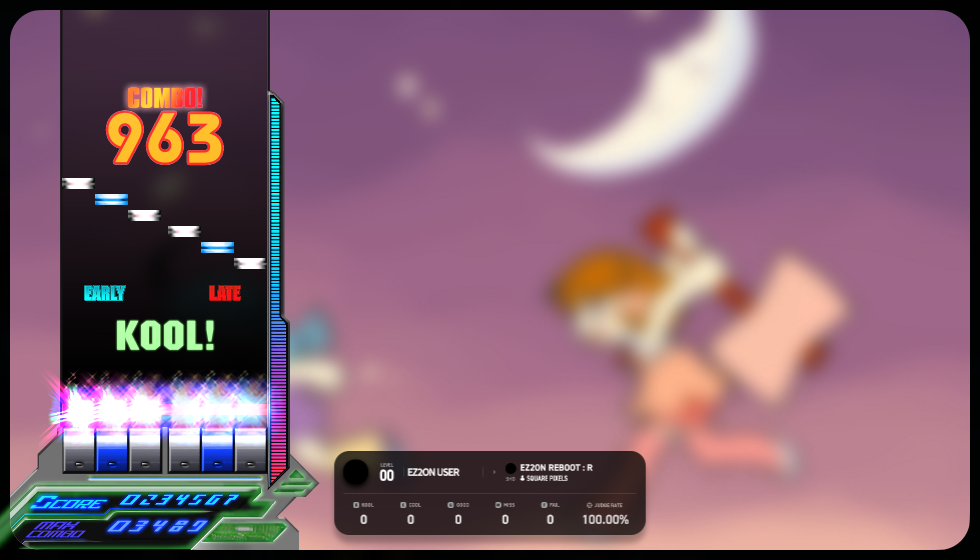 COMBO!
963
EARLY LATE
KOOL!
SCORE 0234567
MAX COMBO 03489
LEVEL 00 EZ2ON USER
EZ2ON REBOOT : R
SQUARE PIXELS
KOOL COOL GOOD MISS FAIL JUDGE RATE
0 0 0 0 0 100.00%